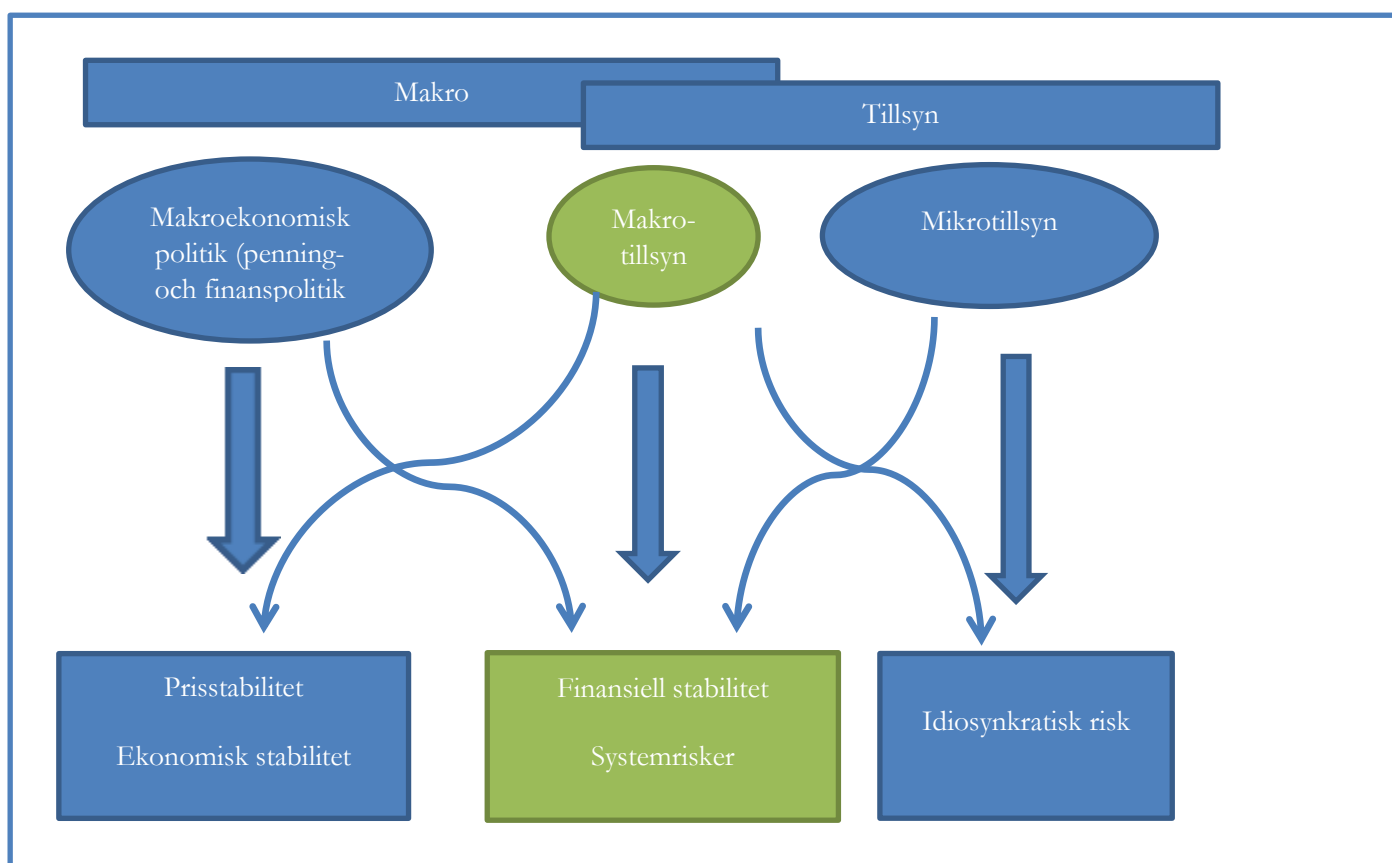 Makro
Tillsyn
Makroekonomisk
politik (penning-
och finanspolitik
Makro-
tillsyn
Mikrotillsyn
Prisstabilitet
Ekonomisk stabilitet
Finansiell stabilitet
Systemrisker
Idiosynkratisk risk